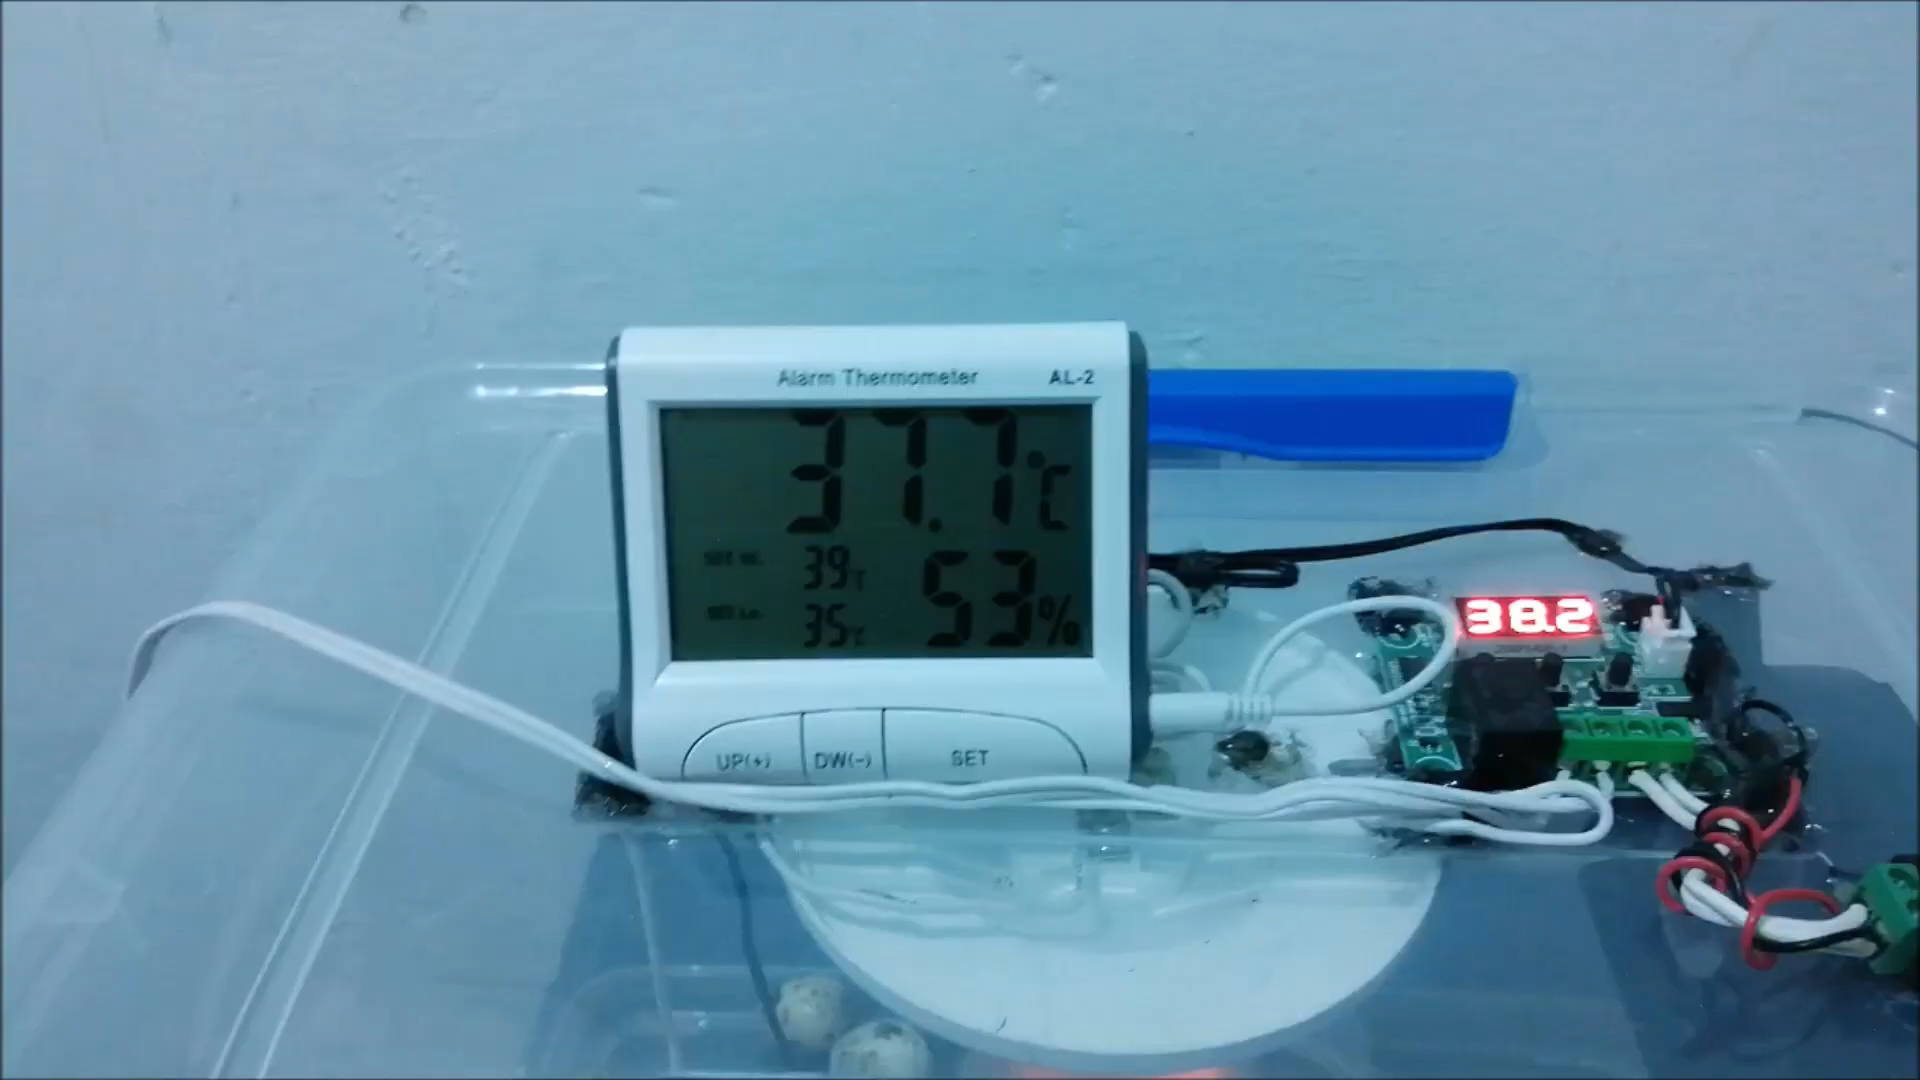 Alarm Thermometer AL-2
37.7°C
39°C
53%
35°C
38.2
UP(+) DW(-) SET